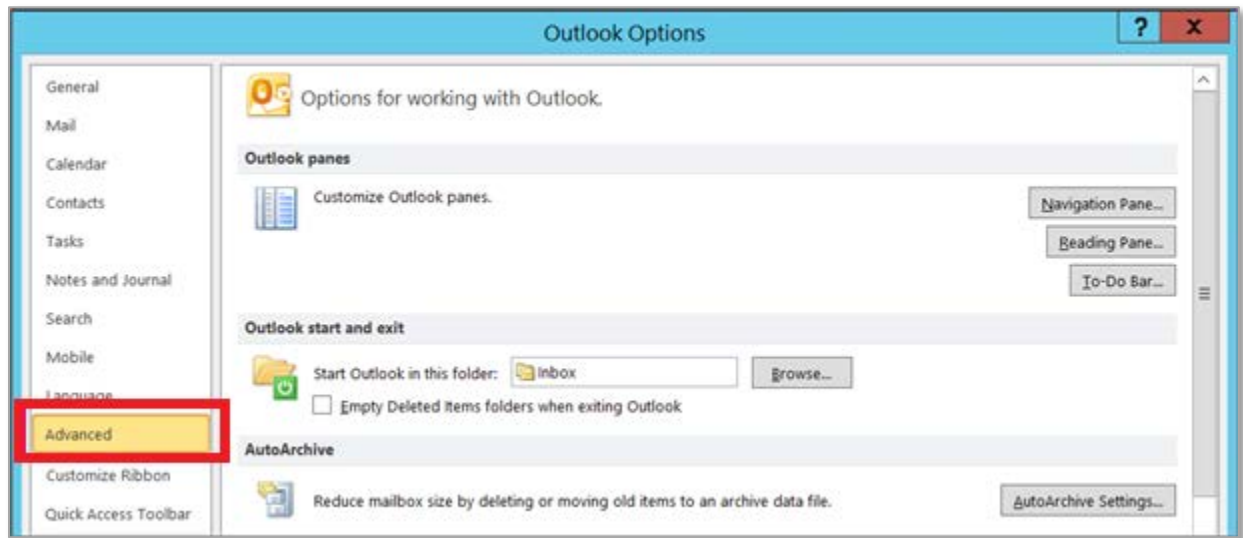 Outlook Options
? X
General
Mail
Calendar
Contacts
Tasks
Notes and Journal
Search
Mobile
Language
Advanced
Customize Ribbon
Quick Access Toolbar
Options for working with Outlook.
Outlook panes
Customize Outlook panes.
Navigation Pane...
Reading Pane...
To-Do Bar...
Outlook start and exit
Start Outlook in this folder: Inbox Browse...
Empty Deleted Items folders when exiting Outlook
AutoArchive
Reduce mailbox size by deleting or moving old items to an archive data file. AutoArchive Settings...